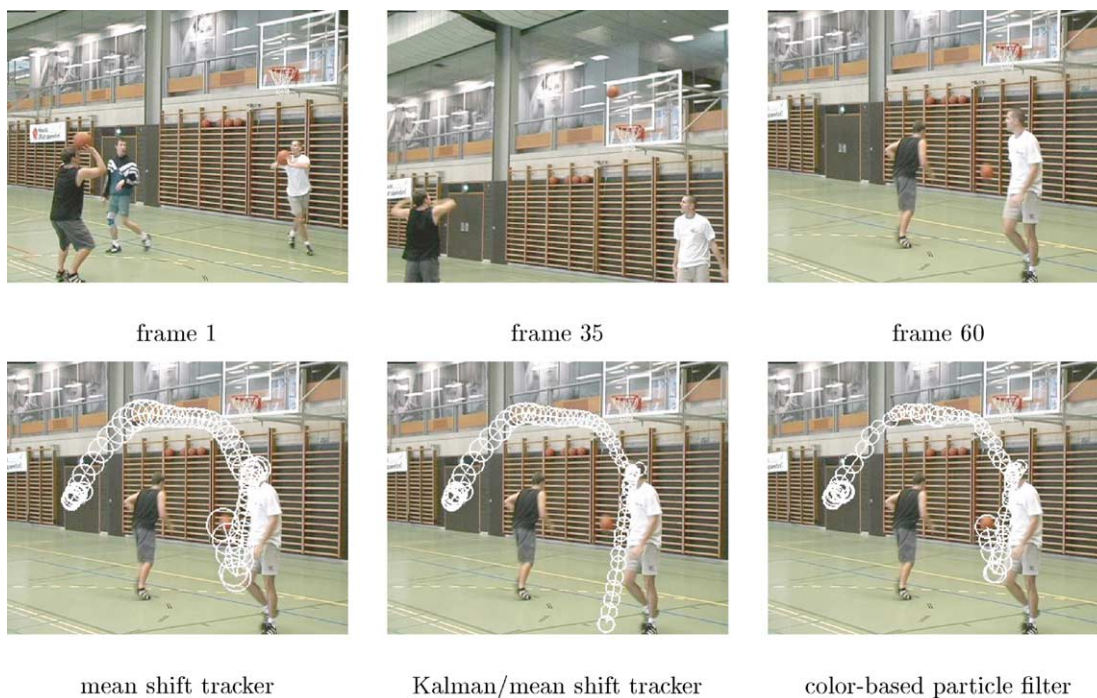 frame 1
frame 35
frame 60
mean shift tracker
Kalman/mean shift tracker
color-based particle filter